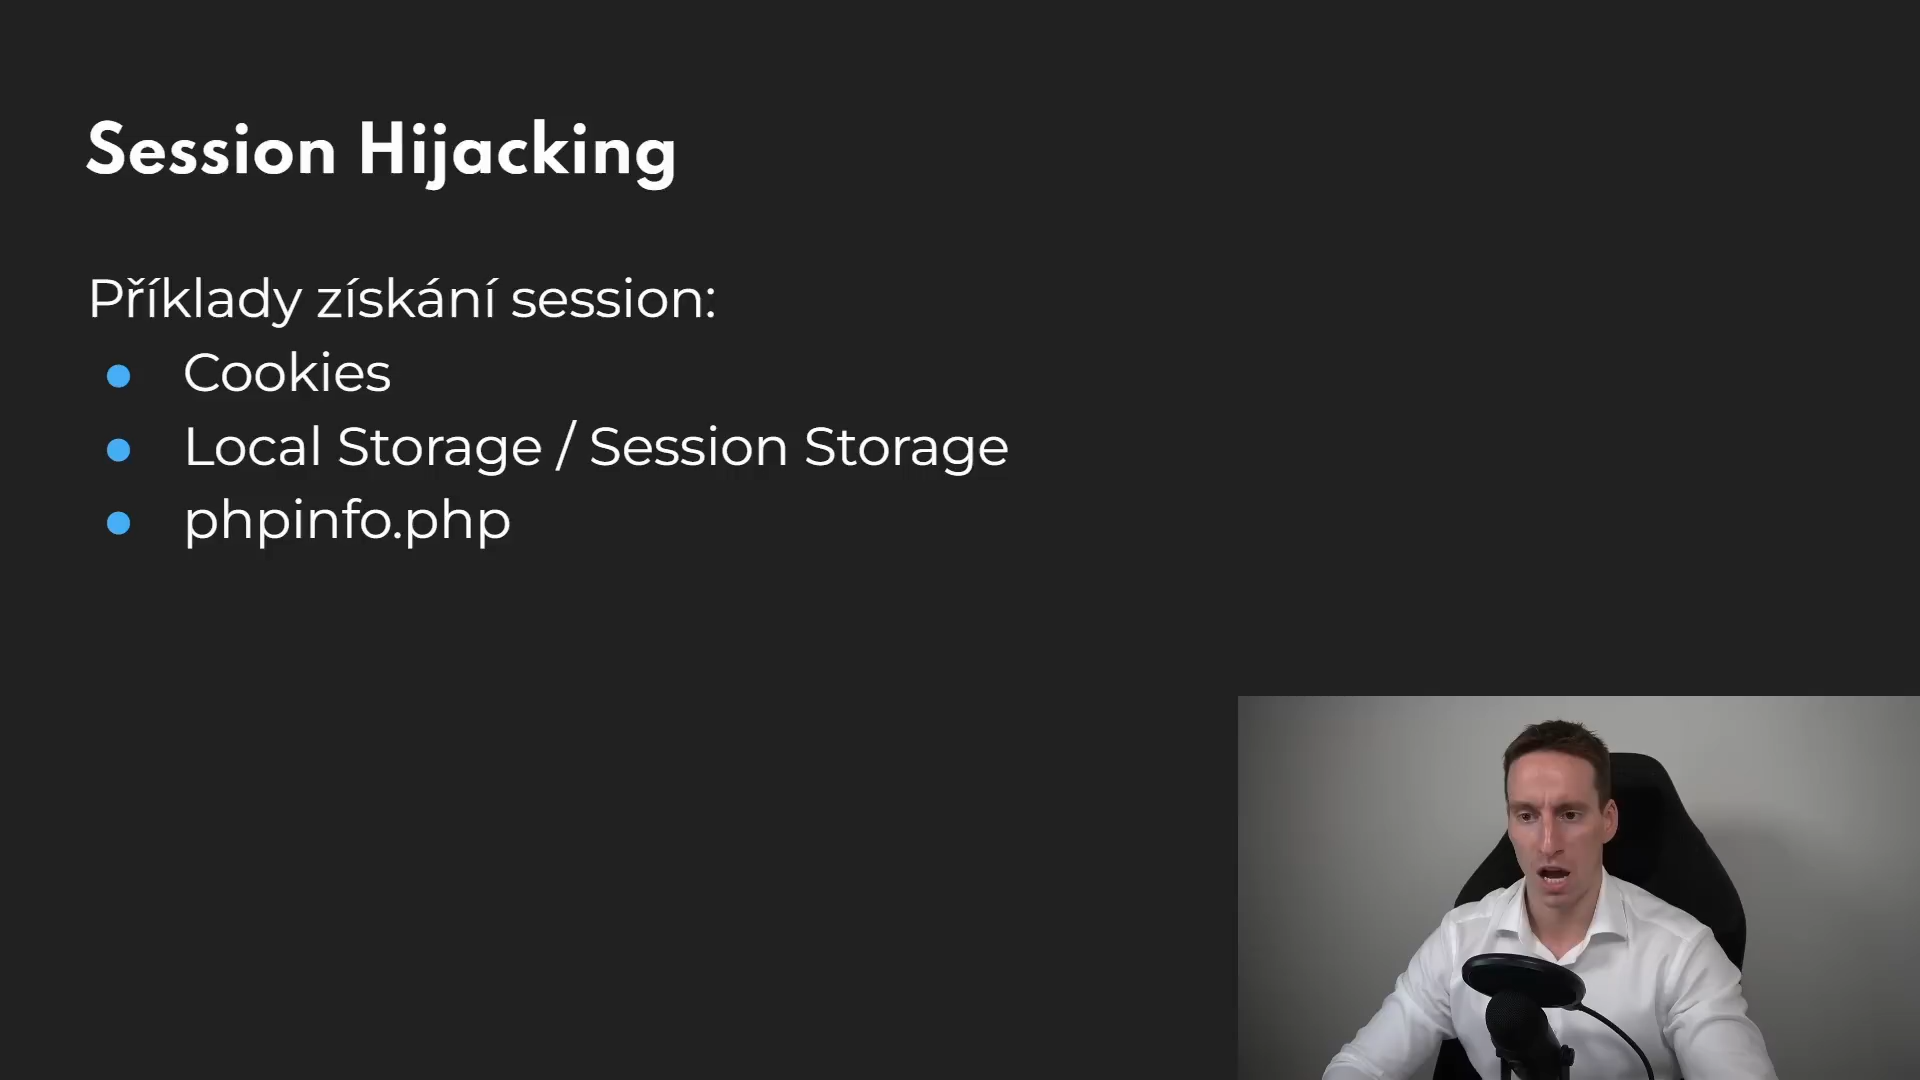 Session Hijacking
Příklady získání session:
● Cookies
● Local Storage / Session Storage
● phpinfo.php